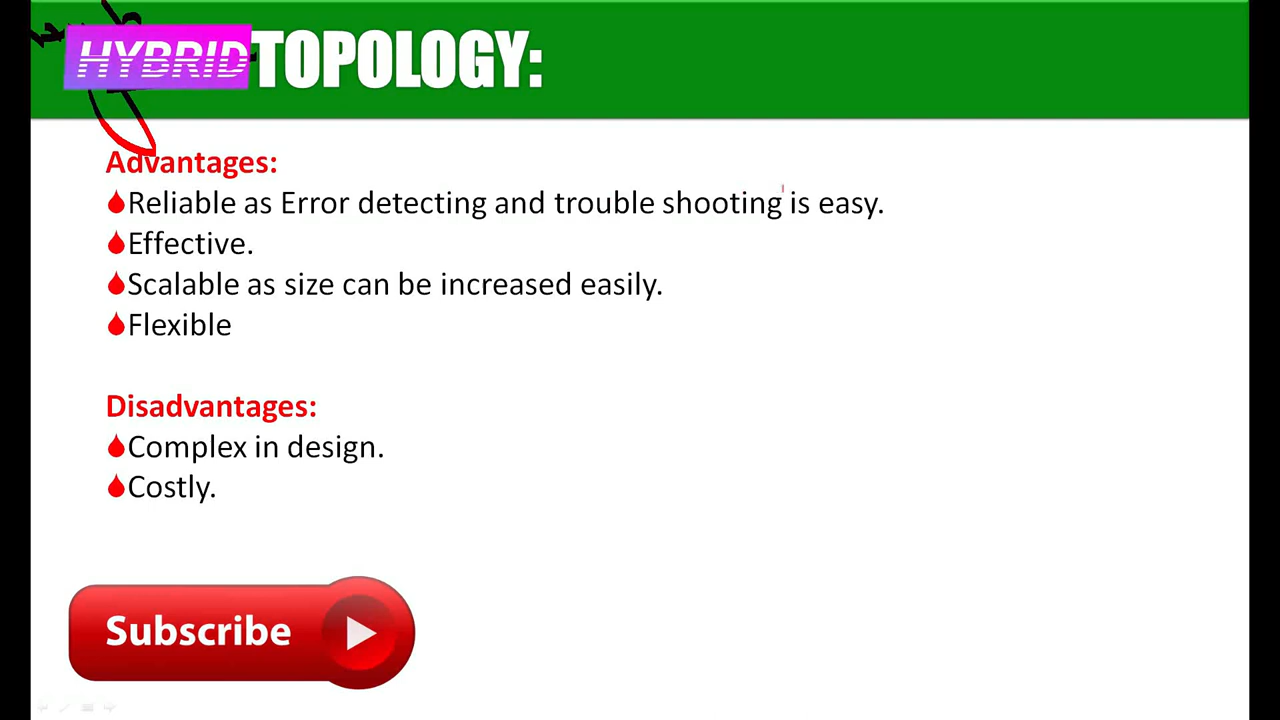 HYBRID TOPOLOGY:
Advantages:
Reliable as Error detecting and trouble shooting is easy.
Effective.
Scalable as size can be increased easily.
Flexible
Disadvantages:
Complex in design.
Costly.
Subscribe